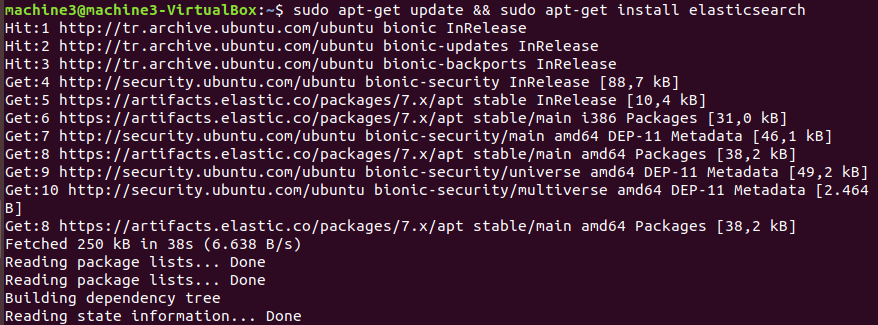 machine3@machine3-VirtualBox:~$ sudo apt-get update && sudo apt-get install elasticsearch
Hit:1 http://tr.archive.ubuntu.com/ubuntu bionic InRelease
Hit:2 http://tr.archive.ubuntu.com/ubuntu bionic-updates InRelease
Hit:3 http://tr.archive.ubuntu.com/ubuntu bionic-backports InRelease
Get:4 http://security.ubuntu.com/ubuntu bionic-security InRelease [88,7 kB]
Get:5 https://artifacts.elastic.co/packages/7.x/apt stable InRelease [10,4 kB]
Get:6 https://artifacts.elastic.co/packages/7.x/apt stable/main i386 Packages [31,0 kB]
Get:7 http://security.ubuntu.com/ubuntu bionic-security/main amd64 DEP-11 Metadata [46,1 kB]
Get:8 https://artifacts.elastic.co/packages/7.x/apt stable/main amd64 Packages [38,2 kB]
Get:9 http://security.ubuntu.com/ubuntu bionic-security/universe amd64 DEP-11 Metadata [49,2 kB]
Get:10 http://security.ubuntu.com/ubuntu bionic-security/multiverse amd64 DEP-11 Metadata [2.464
B]
Get:8 https://artifacts.elastic.co/packages/7.x/apt stable/main amd64 Packages [38,2 kB]
Fetched 250 kB in 38s (6.638 B/s)
Reading package lists... Done
Reading package lists... Done
Building dependency tree
Reading state information... Done